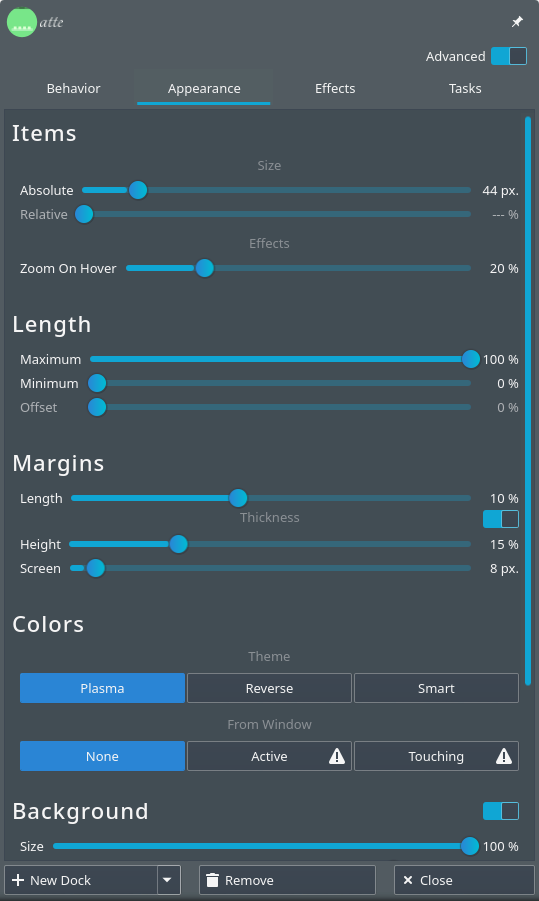 atte
Advanced
Behavior Appearance Effects Tasks
Items
Size
Absolute 44 px.
Relative --- %
Effects
Zoom On Hover 20 %
Length
Maximum 100 %
Minimum 0 %
Offset 0 %
Margins
Length 10 %
Thickness
Height 15 %
Screen 8 px.
Colors
Theme
Plasma Reverse Smart
From Window
None Active Touching
Background
Size 100 %
New Dock Remove Close